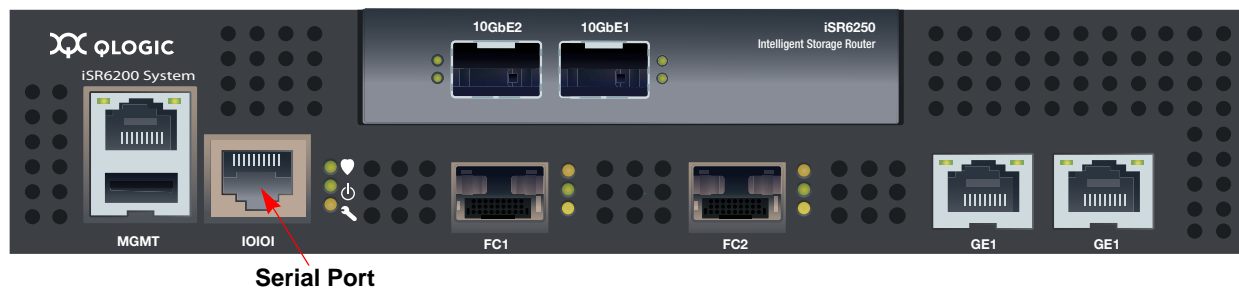 10GbE2
10GbE1
iSR6250
Intelligent Storage Router
QLOGIC
iSR6200 System
MGMT
IOIOI
FC1
FC2
GE1
GE1
Serial Port